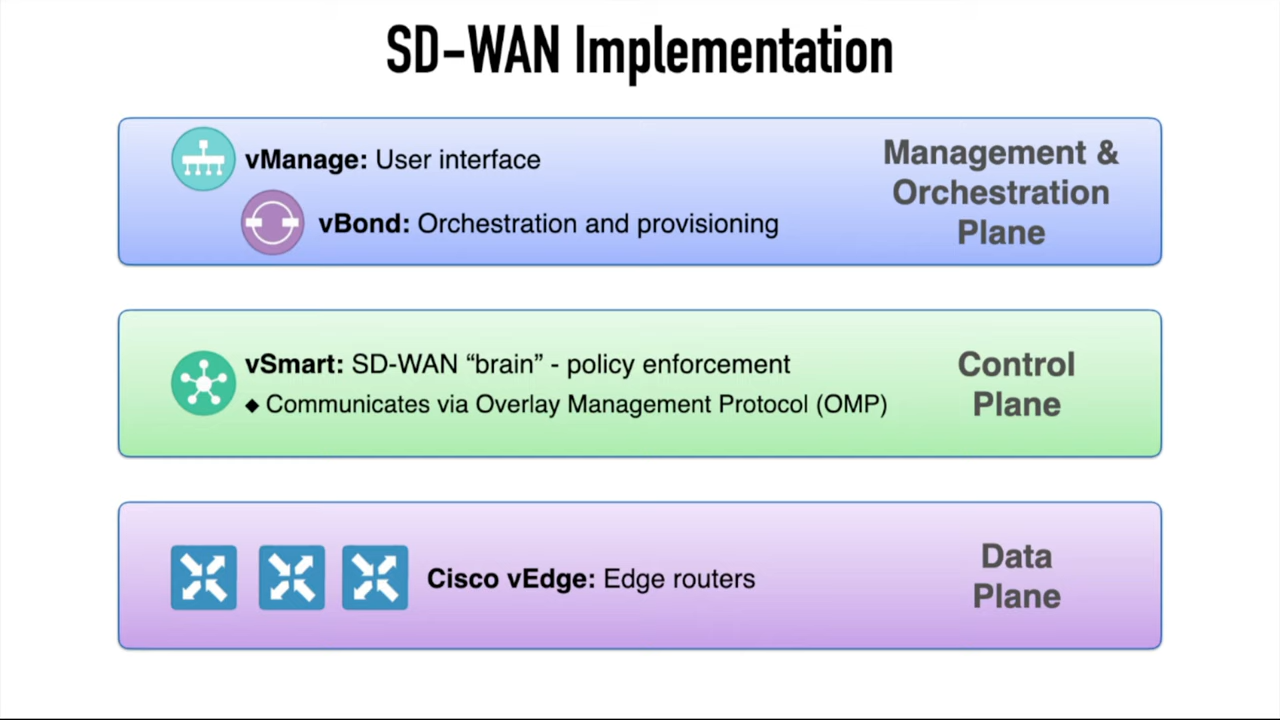 SD-WAN Implementation
vManage: User interface
vBond: Orchestration and provisioning
Management &
Orchestration
Plane
vSmart: SD-WAN “brain” - policy enforcement
◆ Communicates via Overlay Management Protocol (OMP)
Control
Plane
Cisco vEdge: Edge routers
Data
Plane